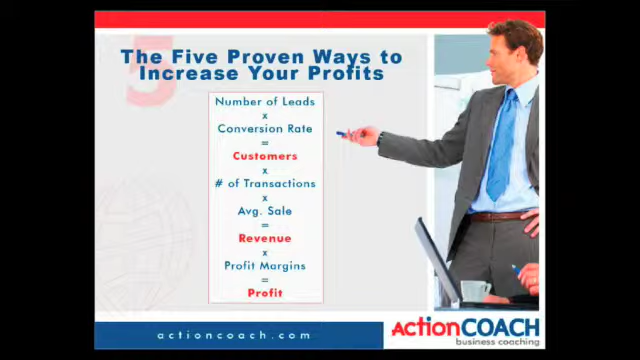 The Five Proven Ways to
Increase Your Profits
5
Number of Leads
x
Conversion Rate
=
Customers
x
# of Transactions
x
Avg. Sale
=
Revenue
x
Profit Margins
=
Profit
actioncoach.com
ActionCOACH
business coaching